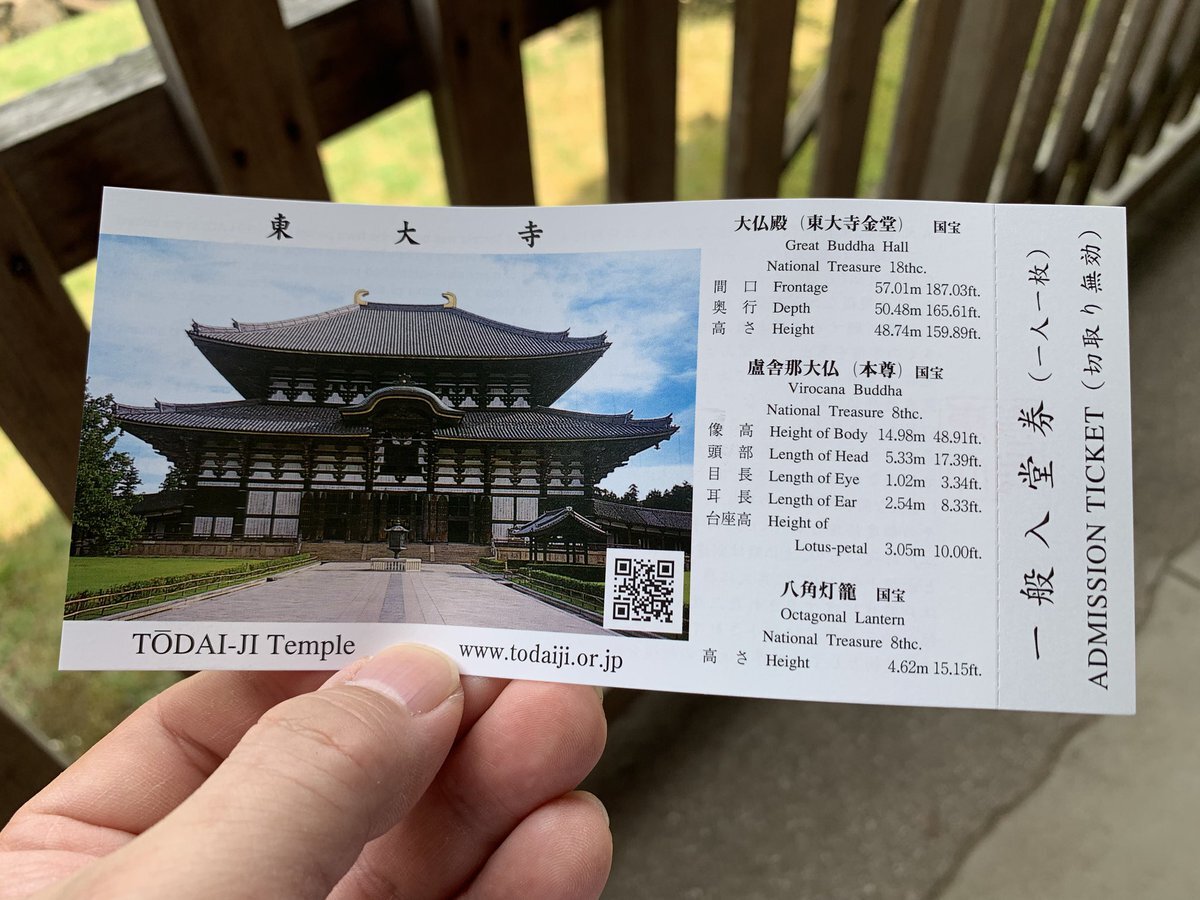 東大寺
TŌDAI-JI Temple
www.todaiji.or.jp
大仏殿（東大寺金堂） 国宝
Great Buddha Hall
National Treasure 18thc.
間口 Frontage 57.01m 187.03ft.
奥行 Depth 50.48m 165.61ft.
高さ Height 48.74m 159.89ft.
盧舎那大仏（本尊） 国宝
Virocana Buddha
National Treasure 8thc.
像高 Height of Body 14.98m 48.91ft.
頭部 Length of Head 5.33m 17.39ft.
目長 Length of Eye 1.02m 3.34ft.
耳長 Length of Ear 2.54m 8.33ft.
台座高 Height of
Lotus-petal 3.05m 10.00ft.
八角灯籠 国宝
Octagonal Lantern
National Treasure 8thc.
高さ Height 4.62m 15.15ft.
一般入堂券（一人一枚）
ADMISSION TICKET（切取り無効）